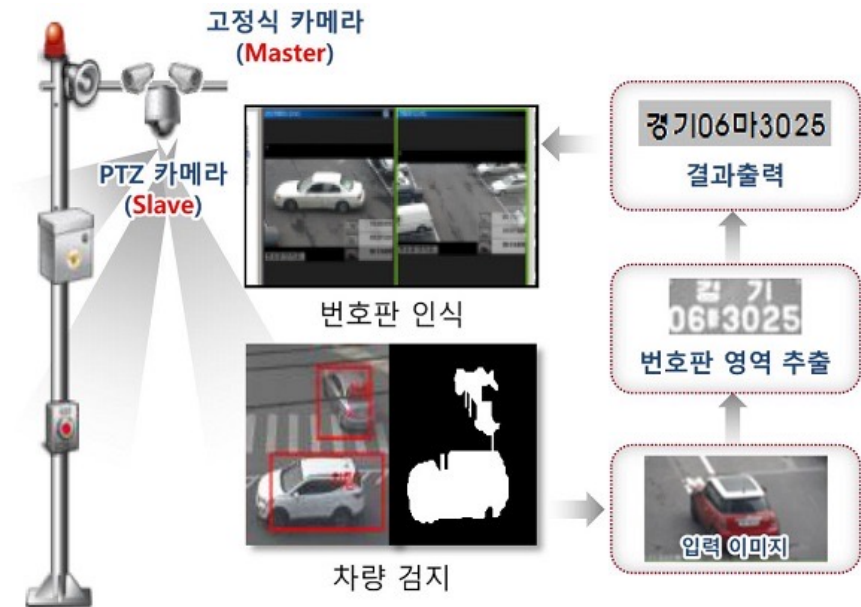 고정식 카메라
(Master)
PTZ 카메라
(Slave)
번호판 인식
차량 검지
경기06마3025
결과출력
경 기
06마3025
번호판 영역 추출
입력 이미지